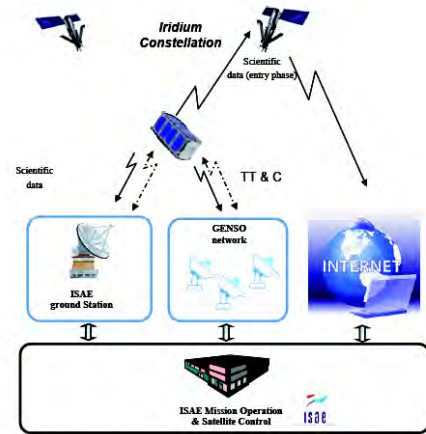 Iridium
Constellation
Scientific
data (entry phase)
Scientific
data
TT & C
ISAE
ground Station
GENSO
network
INTERNET
ISAE Mission Operation
& Satellite Control
isae